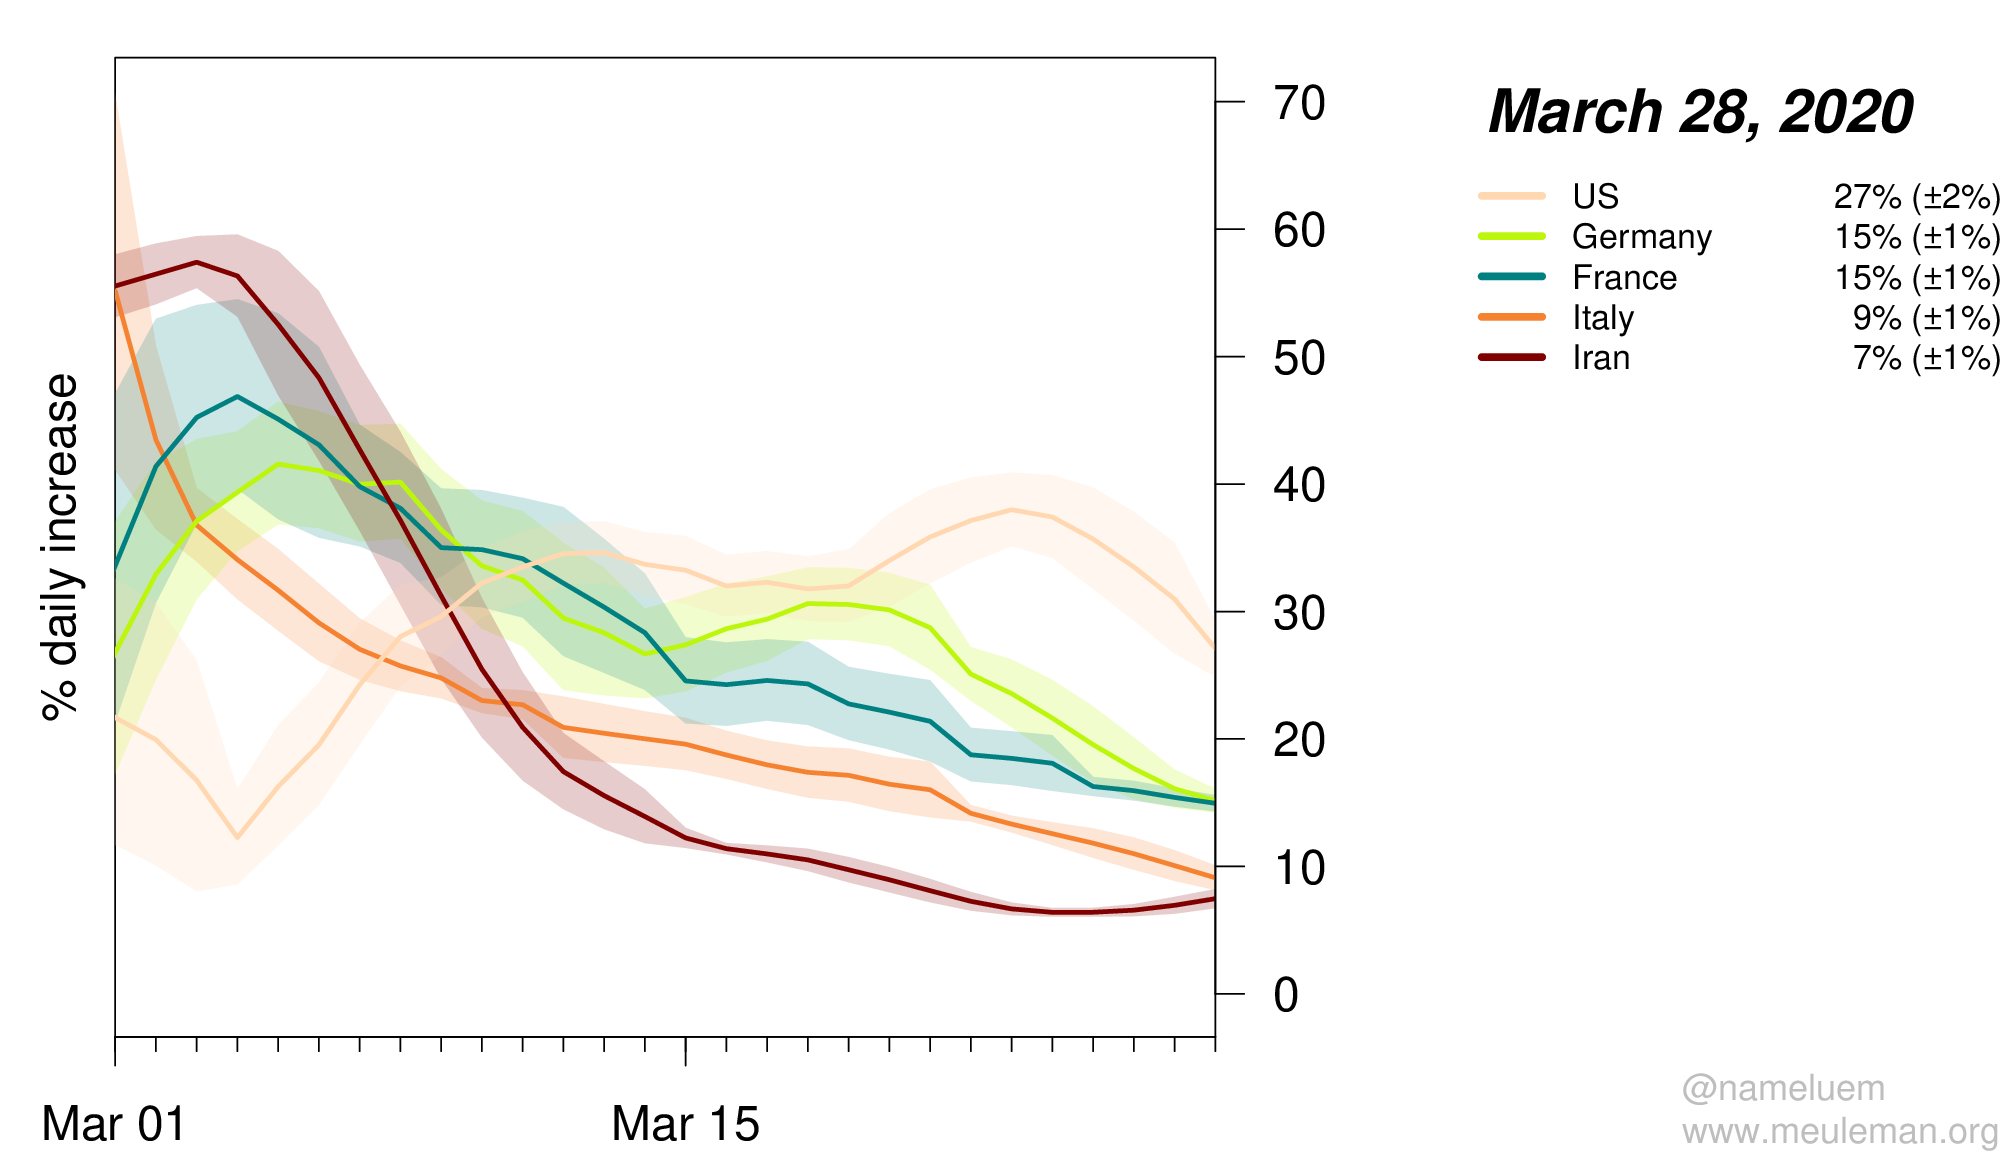 March 28, 2020
US 27% (±2%)
Germany 15% (±1%)
France 15% (±1%)
Italy 9% (±1%)
Iran 7% (±1%)
% daily increase
70
60
50
40
30
20
10
0
Mar 01 Mar 15
@nameluem
www.meuleman.org